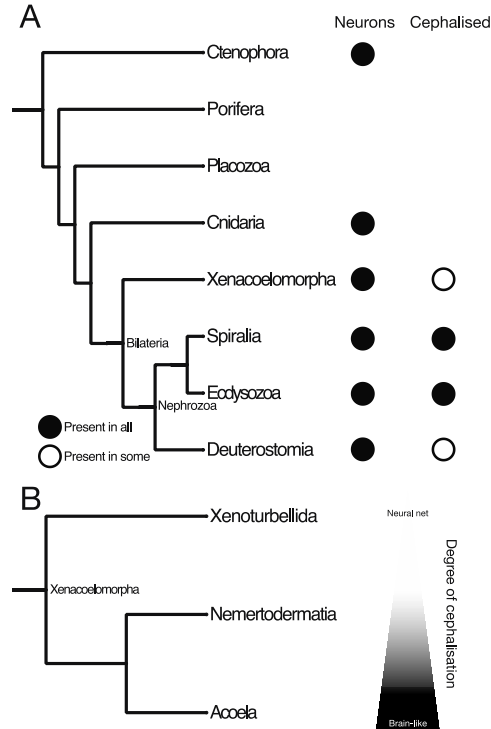 A
Neurons Cephalised
Ctenophora
Porifera
Placozoa
Cnidaria
Xenacoelomorpha
Spiralia
Bilateria
Ecdysozoa
Nephrozoa
Present in all
Present in some
Deuterostomia
B
Xenoturbellida
Neural net
Degree of cephalisation
Xenacoelomorpha
Nemertodermatia
Acoela
Brain-like